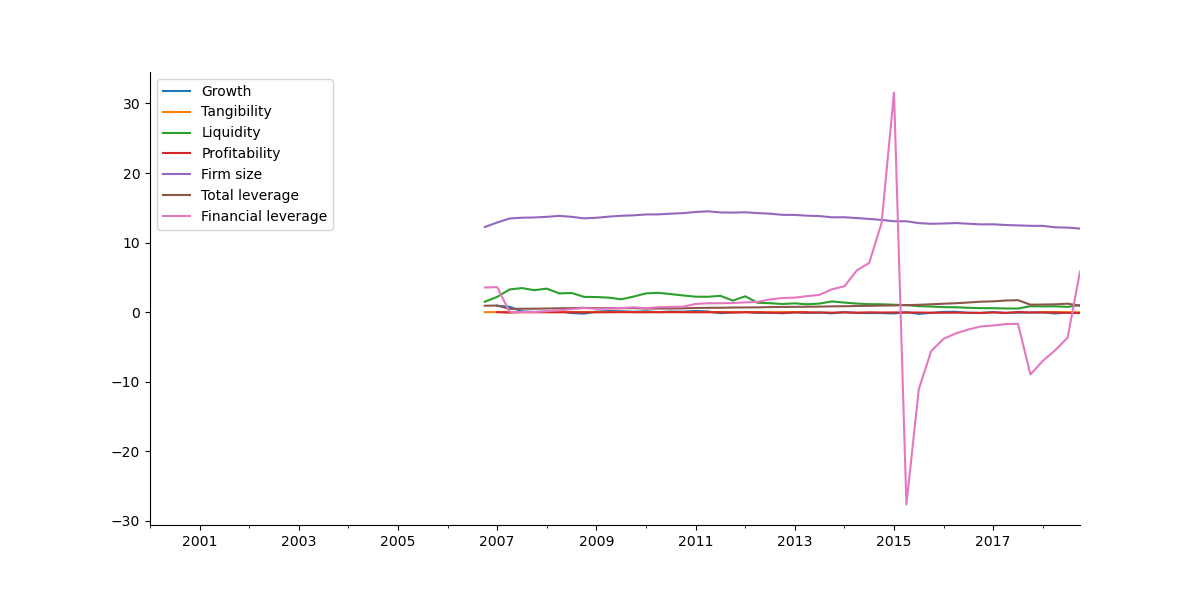 Growth
Tangibility
Liquidity
Profitability
Firm size
Total leverage
Financial leverage
30
20
10
0
−10
−20
−30
2001 2003 2005 2007 2009 2011 2013 2015 2017